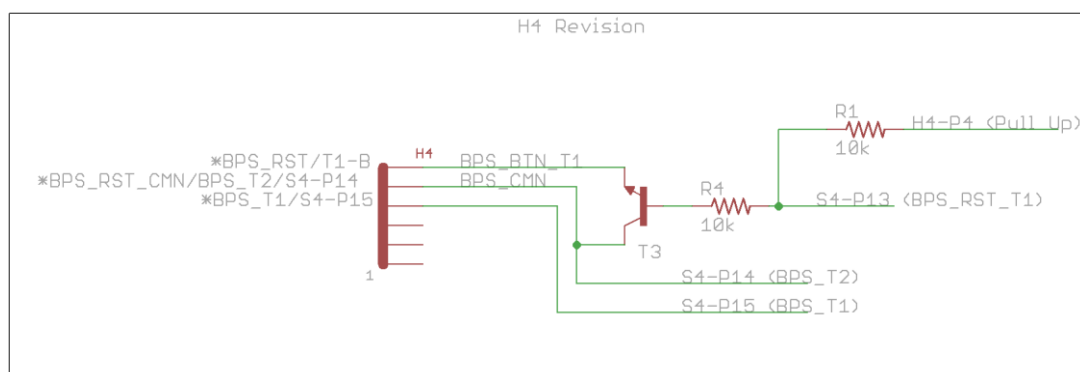 H4 Revision
R1
H4-P4 (Pull Up)
10k
*BPS_RST/T1-B
H4
BPS_BTN_T1
*BPS_RST_CMN/BPS_T2/S4-P14
BPS_CMN
*BPS_T1/S4-P15
R4
S4-P13 (BPS_RST_T1)
10k
T3
1
S4-P14 (BPS_T2)
S4-P15 (BPS_T1)